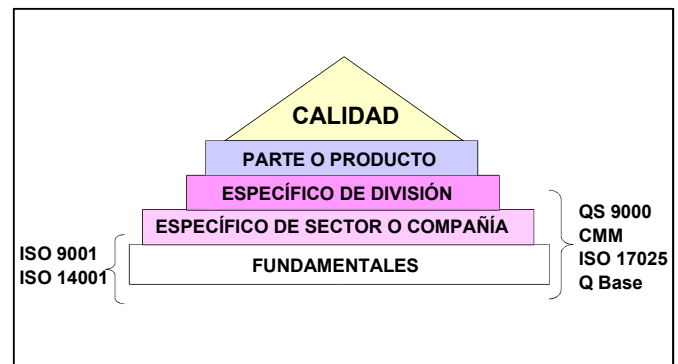 CALIDAD
PARTE O PRODUCTO
ESPECÍFICO DE DIVISIÓN
ESPECÍFICO DE SECTOR O COMPAÑÍA
FUNDAMENTALES
ISO 9001
ISO 14001
QS 9000
CMM
ISO 17025
Q Base